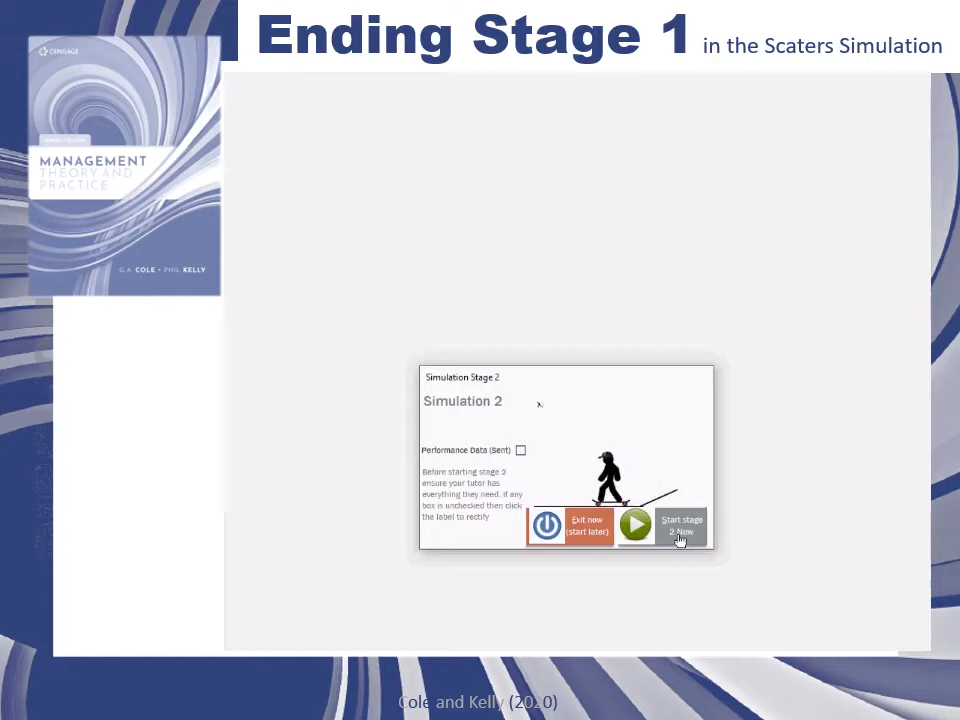 Ending Stage 1 in the Scaters Simulation
CENGAGE
MANAGEMENT
THEORY AND
PRACTICE
G.A. COLE • PHIL KELLY
Simulation Stage 2
Simulation 2
Performance Data (Sent)
Before starting stage 2
ensure your tutor has
everything they need. If any
box is unchecked then click
the label to rectify
Exit now
(start later)
Start stage
2 Now
Cole and Kelly (2020)